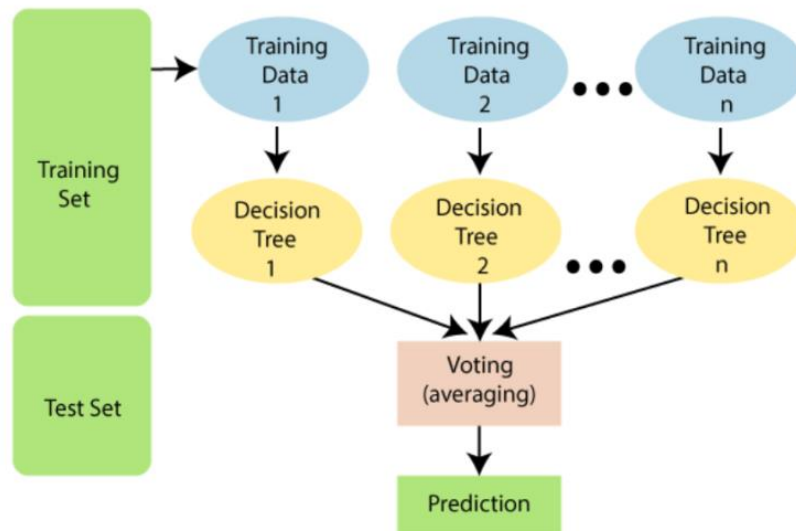 Training
Set
Test Set
Training
Data
1
Training
Data
2
Training
Data
n
Decision
Tree
1
Decision
Tree
2
Decision
Tree
n
Voting
(averaging)
Prediction